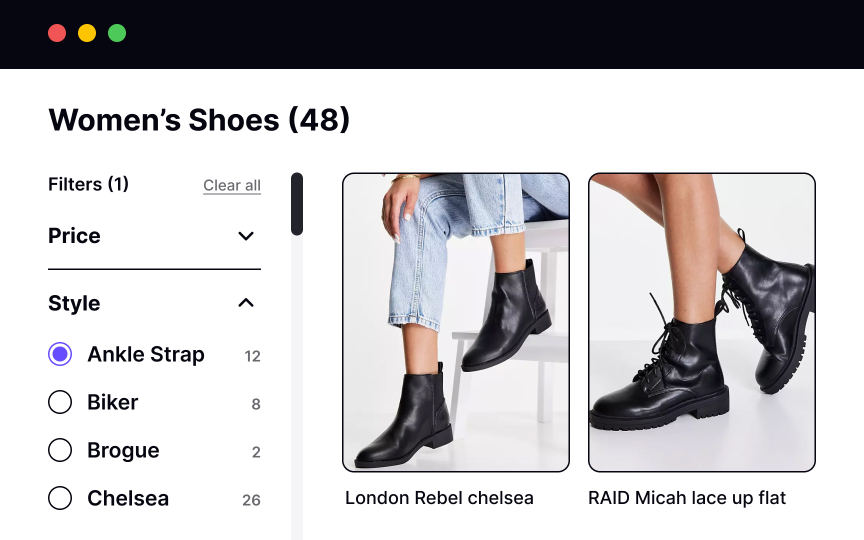 Women’s Shoes (48)
Filters (1)
Clear all
Price
Style
Ankle Strap 12
Biker 8
Brogue 2
Chelsea 26
London Rebel chelsea
RAID Micah lace up flat